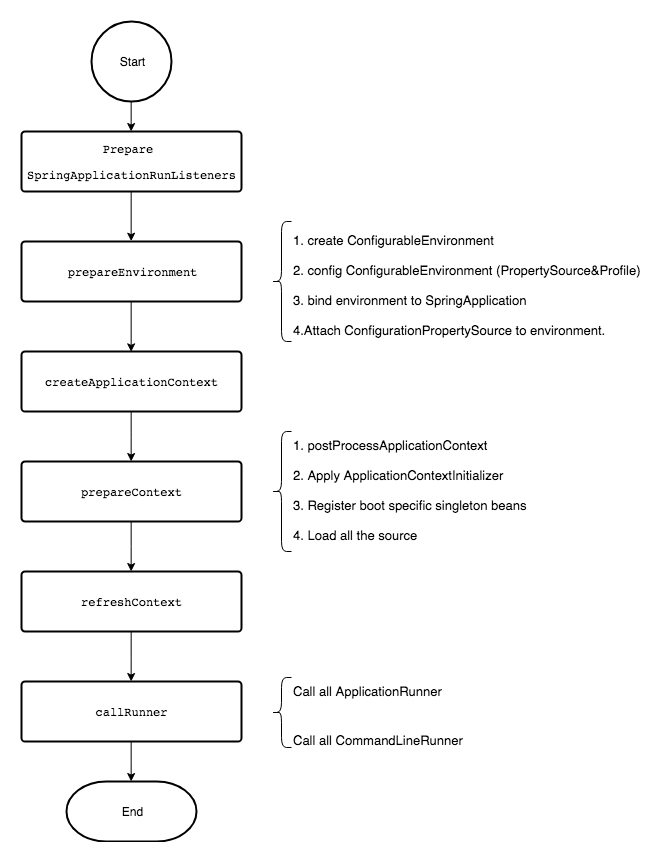 Start
Prepare
SpringApplicationRunListeners
prepareEnvironment
1. create ConfigurableEnvironment
2. config ConfigurableEnvironment (PropertySource&Profile)
3. bind environment to SpringApplication
4.Attach ConfigurationPropertySource to environment.
createApplicationContext
prepareContext
1. postProcessApplicationContext
2. Apply ApplicationContextInitializer
3. Register boot specific singleton beans
4. Load all the source
refreshContext
callRunner
Call all ApplicationRunner
Call all CommandLineRunner
End